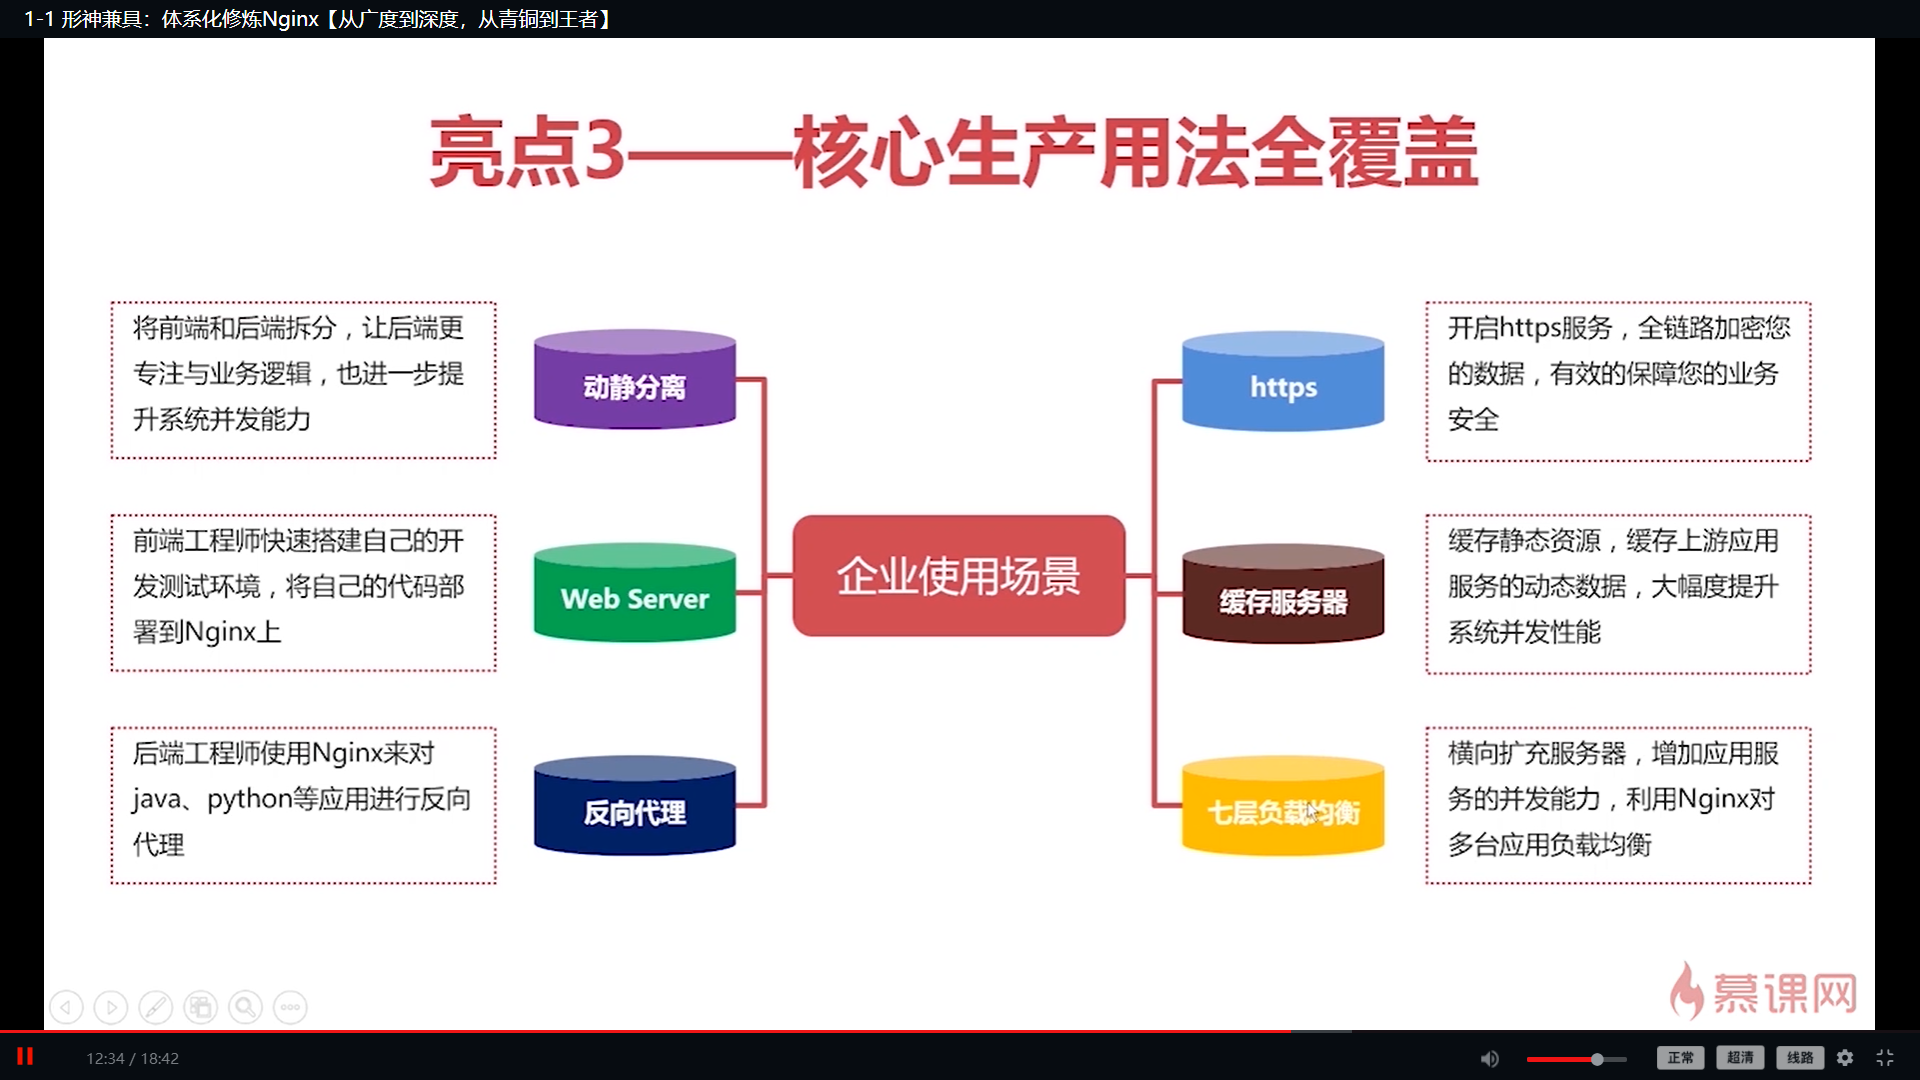 1-1 形神兼具：体系化修炼Nginx【从广度到深度，从青铜到王者】
亮点3——核心生产用法全覆盖
将前端和后端拆分，让后端更
专注与业务逻辑，也进一步提
升系统并发能力
动静分离
前端工程师快速搭建自己的开
发测试环境，将自己的代码部
署到Nginx上
Web Server
后端工程师使用Nginx来对
java、python等应用进行反向
代理
反向代理
企业使用场景
https
开启https服务，全链路加密您
的数据，有效的保障您的业务
安全
缓存服务器
缓存静态资源，缓存上游应用
服务的动态数据，大幅度提升
系统并发性能
七层负载均衡
横向扩充服务器，增加应用服
务的并发能力，利用Nginx对
多台应用负载均衡
慕课网
12:34 / 18:42
正常
超清
线路